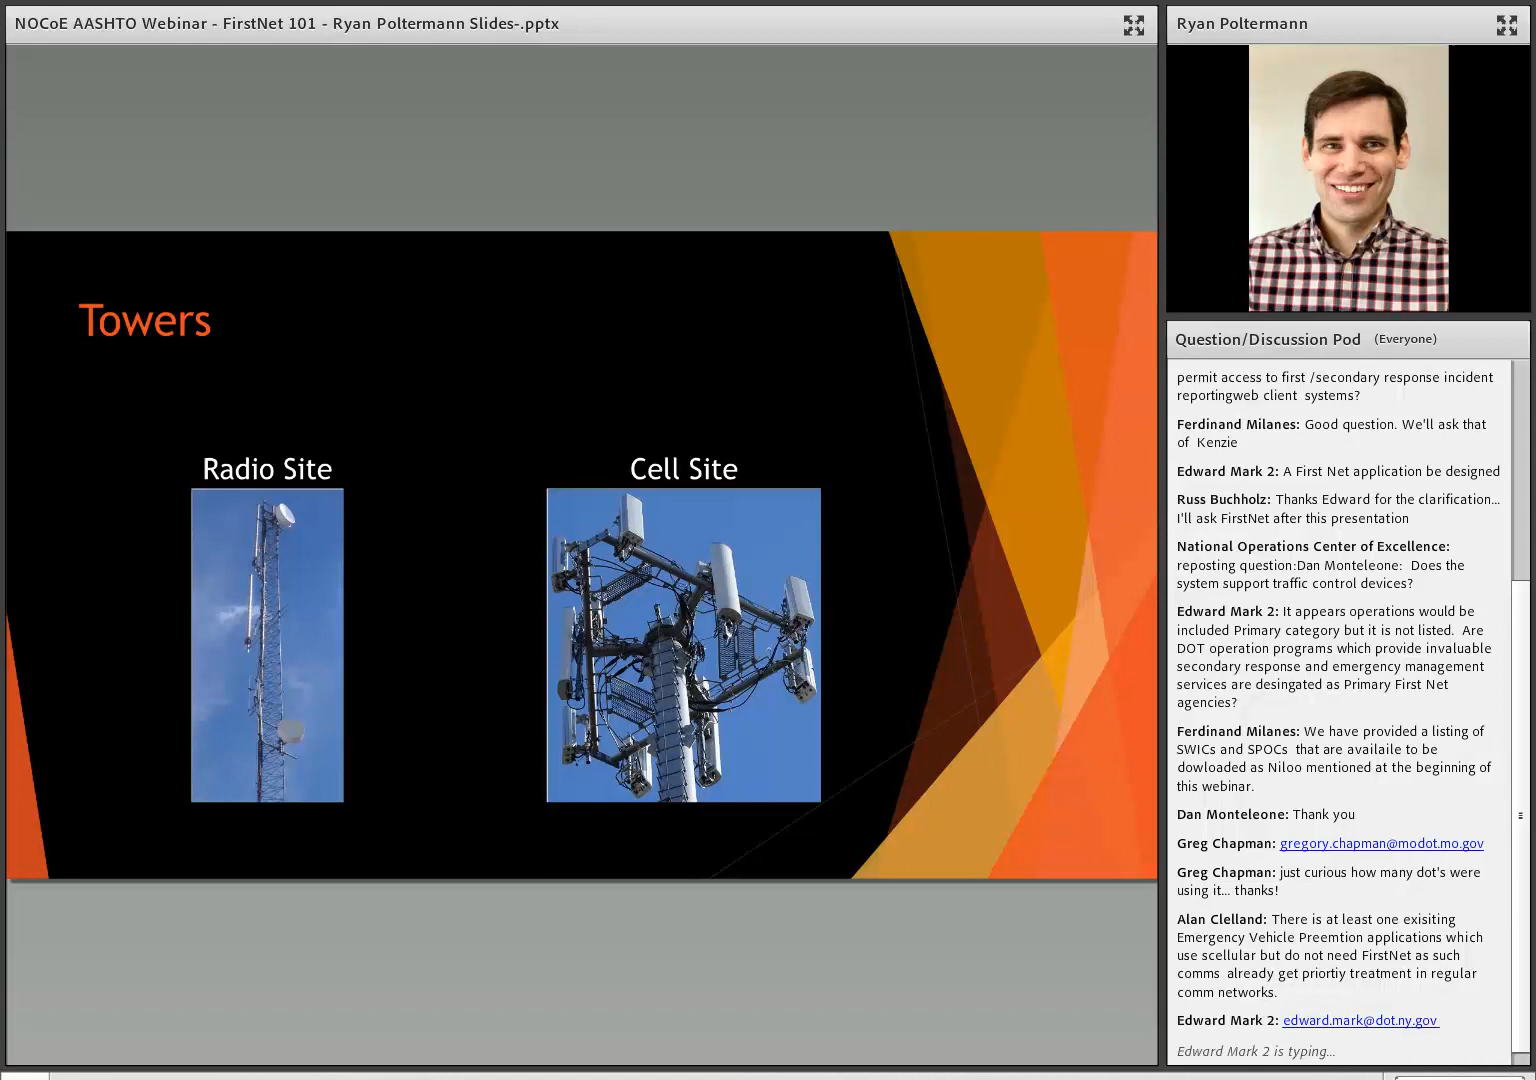 NOCoE AASHTO Webinar - FirstNet 101 - Ryan Poltermann Slides-.pptx
Towers
Radio Site
Cell Site
Ryan Poltermann
Question/Discussion Pod (Everyone)
permit access to first /secondary response incident
reportingweb client systems?
Ferdinand Milanes: Good question. We'll ask that
of Kenzie
Edward Mark 2: A First Net application be designed
Russ Buchholz: Thanks Edward for the clarification...
I'll ask FirstNet after this presentation
National Operations Center of Excellence:
reposting question:Dan Monteleone: Does the
system support traffic control devices?
Edward Mark 2: It appears operations would be
included Primary category but it is not listed. Are
DOT operation programs which provide invaluable
secondary response and emergency management
services are desingated as Primary First Net
agencies?
Ferdinand Milanes: We have provided a listing of
SWICs and SPOCs that are availaile to be
dowloaded as Niloo mentioned at the beginning of
this webinar.
Dan Monteleone: Thank you
Greg Chapman: gregory.chapman@modot.mo.gov
Greg Chapman: just curious how many dot's were
using it... thanks!
Alan Clelland: There is at least one exisiting
Emergency Vehicle Preemtion applications which
use scellular but do not need FirstNet as such
comms already get priortiy treatment in regular
comm networks.
Edward Mark 2: edward.mark@dot.ny.gov
Edward Mark 2 is typing...